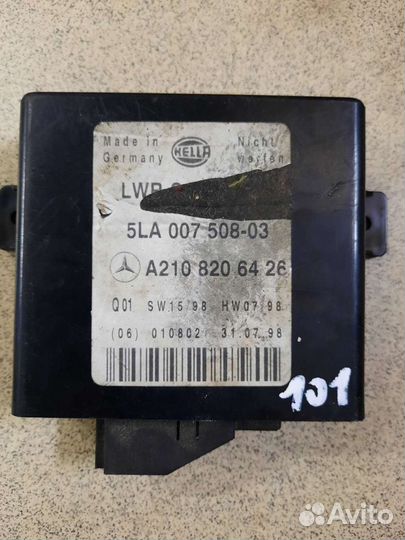 Made in
Germany
HELLA
Nicht
werfen
LWR
5LA 007 508-03
A210 820 64 26
Q01 SW15/98 HW07/98
(06) 010802 31.07.98
101
Avito